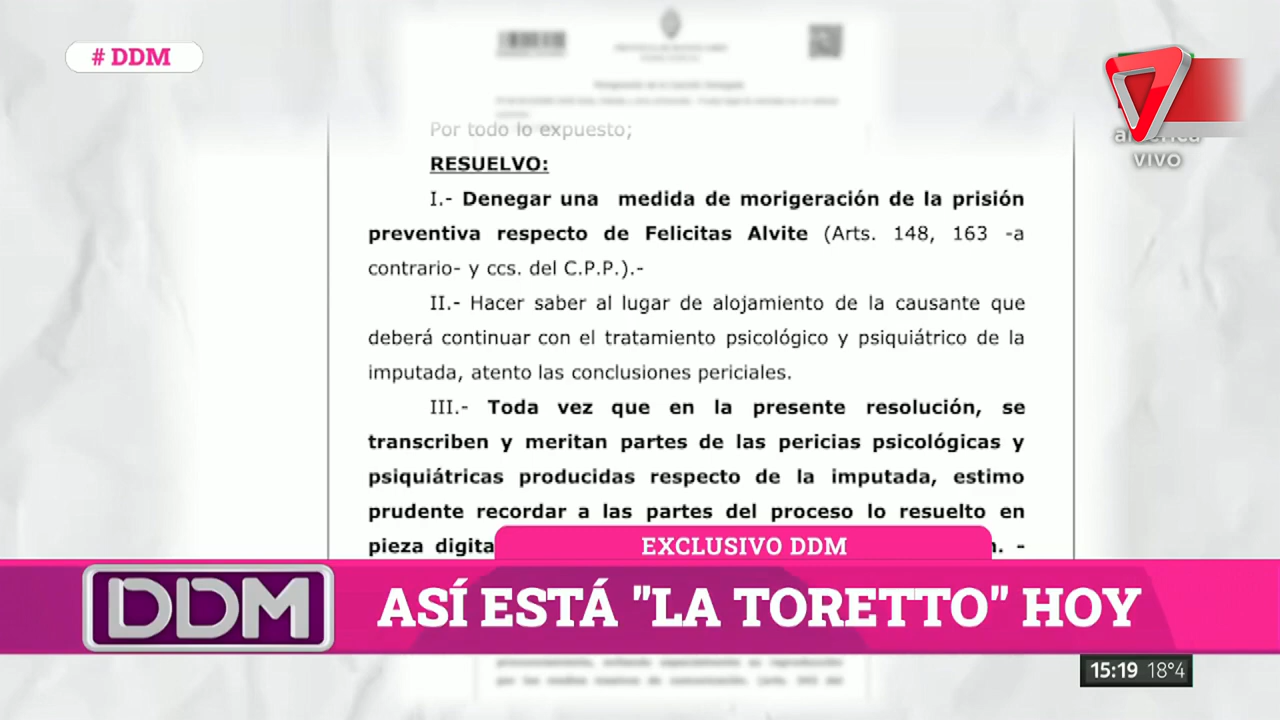 # DDM
Por todo lo expuesto;
RESUELVO:
I.- Denegar una medida de morigeración de la prisión
preventiva respecto de Felicitas Alvite (Arts. 148, 163 -a
contrario- y ccs. del C.P.P.).-
II.- Hacer saber al lugar de alojamiento de la causante que
deberá continuar con el tratamiento psicológico y psiquiátrico de la
imputada, atento las conclusiones periciales.
III.- Toda vez que en la presente resolución, se
transcriben y meritan partes de las pericias psicológicas y
psiquiátricas producidas respecto de la imputada, estimo
prudente recordar a las partes del proceso lo resuelto en
pieza
VIVO
EXCLUSIVO DDM
DDM
ASÍ ESTÁ "LA TORETTO" HOY
15:19 18°4